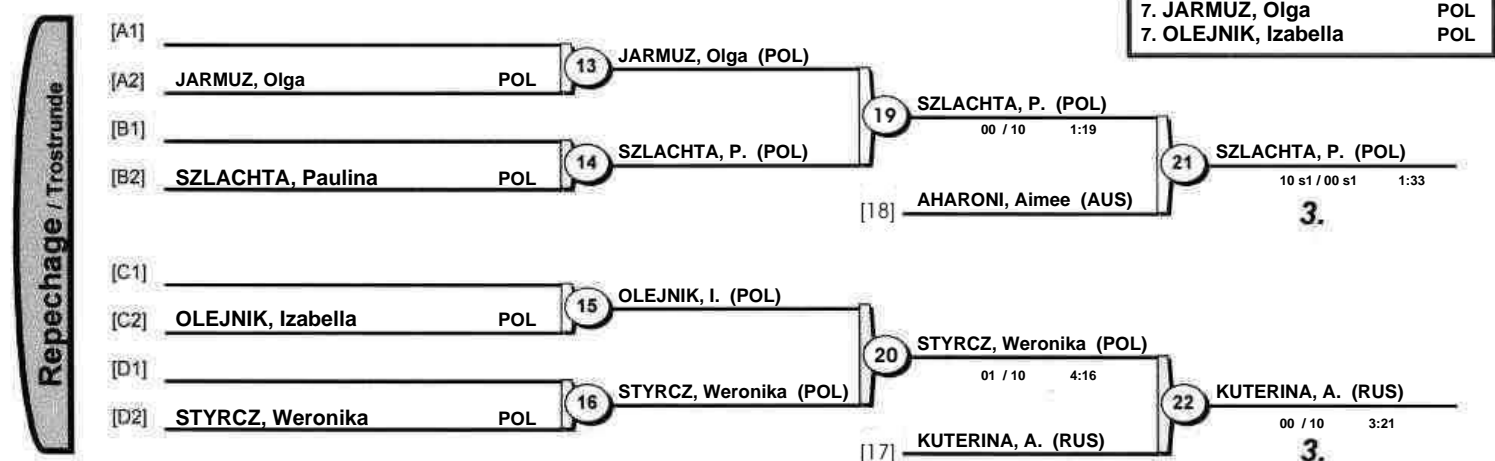 7. JARMUZ, Olga POL
7. OLEJNIK, Izabella POL
Repechage / Trostrunde
[A1]
[A2] JARMUZ, Olga POL
13
JARMUZ, Olga (POL)
[B1]
[B2] SZLACHTA, Paulina POL
14
SZLACHTA, P. (POL)
19
SZLACHTA, P. (POL)
00 / 10 1:19
[18] AHARONI, Aimee (AUS)
21
SZLACHTA, P. (POL)
10 s1 / 00 s1 1:33
3.
[C1]
[C2] OLEJNIK, Izabella POL
15
OLEJNIK, I. (POL)
[D1]
[D2] STYRCZ, Weronika POL
16
STYRCZ, Weronika (POL)
20
STYRCZ, Weronika (POL)
01 / 10 4:16
[17] KUTERINA, A. (RUS)
22
KUTERINA, A. (RUS)
00 / 10 3:21
3.